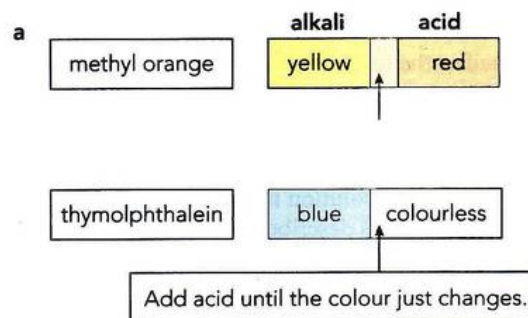 alkali acid
a
methyl orange yellow red
thymolphthalein blue colourless
Add acid until the colour just changes.